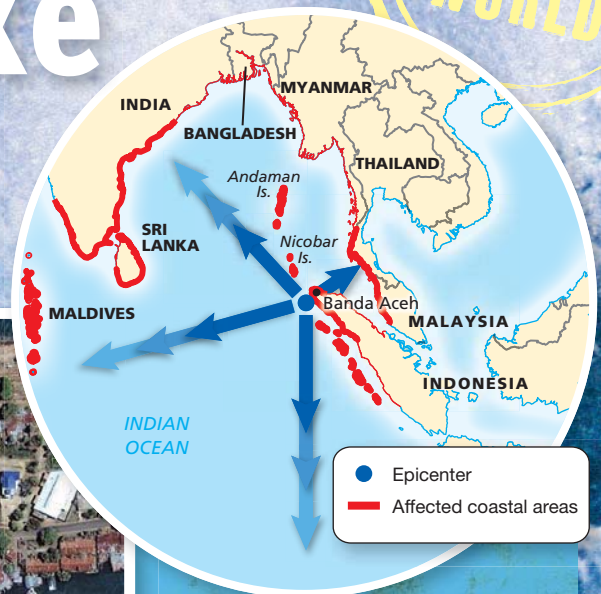 ke
WORLD
INDIA
MYANMAR
BANGLADESH
THAILAND
Andaman
Is.
SRI
LANKA
Nicobar
Is.
MALDIVES
Banda Aceh
MALAYSIA
INDONESIA
INDIAN
OCEAN
Epicenter
Affected coastal areas